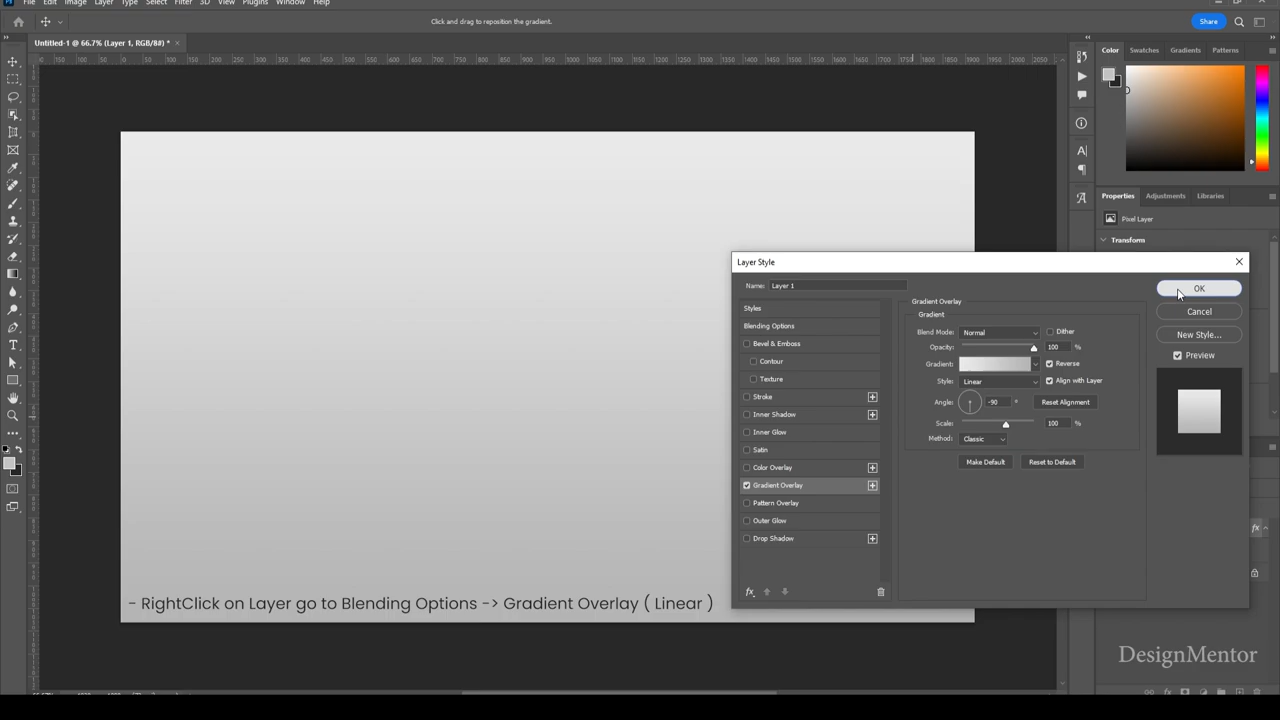 File Edit Image Layer Type Select Filter 3D View Plugins Window Help
Click and drag to reposition the gradient.
Share
Untitled-1 @ 66.7% (Layer 1, RGB/8#) *
Color Swatches Gradients Patterns
Properties Adjustments Libraries
Pixel Layer
Transform
Layer Style
Name: Layer 1
OK
Cancel
New Style...
Preview
Styles
Blending Options
Bevel & Emboss
Contour
Texture
Stroke
Inner Shadow
Inner Glow
Satin
Color Overlay
Gradient Overlay
Pattern Overlay
Outer Glow
Drop Shadow
fx
Gradient Overlay
Gradient
Blend Mode: Normal Dither
Opacity: 100 %
Gradient: Reverse
Style: Linear Align with Layer
Angle: -90 ° Reset Alignment
Scale: 100 %
Method: Classic
Make Default Reset to Default
fx
- RightClick on Layer go to Blending Options -> Gradient Overlay ( Linear )
DesignMentor